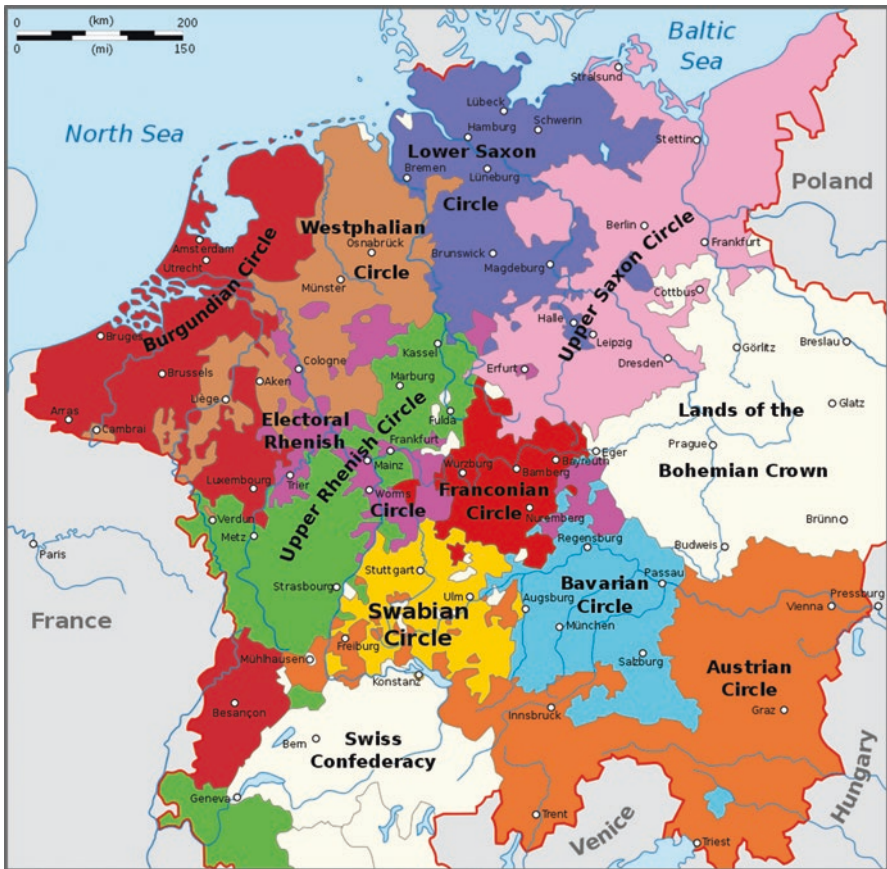 0 (km) 200
0 (mi) 150
Baltic
Sea
North Sea
Stralsund
Lübeck
Hamburg
Schwerin
Stettin
Lower Saxon
Circle
Bremen
Lüneburg
Poland
Westphalian
Circle
Osnabrück
Berlin
Frankfurt
Amsterdam
Utrecht
Burgundian Circle
Brunswick
Magdeburg
Münster
Upper Saxon Circle
Cottbus
Bruges
Halle
Leipzig
Kassel
Görlitz
Breslau
Brussels
Cologne
Aken
Marburg
Erfurt
Dresden
Liège
Arras
Cambrai
Electoral
Rhenish
Circle
Fulda
Lands of the
Bohemian Crown
Glatz
Prague
Upper Rhenish Circle
Frankfurt
Mainz
Wurzburg
Bamberg
Bayreuth
Eger
Luxembourg
Trier
Worms
Franconian
Circle
Nuremberg
Verdun
Metz
Brünn
Budweis
Regensburg
Paris
Strasbourg
Stuttgart
Ulm
Augsburg
Bavarian
Circle
Passau
München
Vienna
Pressburg
France
Swabian
Circle
Freiburg
Mühlhausen
Konstanz
Salzburg
Austrian
Circle
Besançon
Innsbruck
Graz
Bern
Swiss
Confederacy
Geneva
Trent
Venice
Triest
Hungary